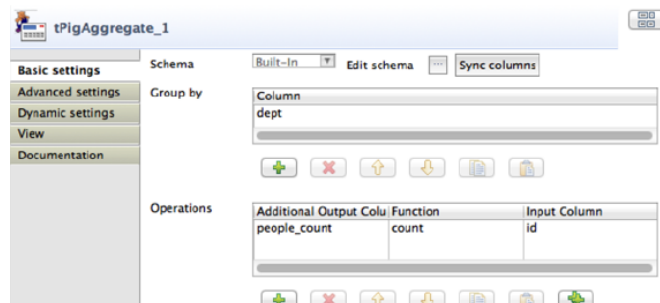 tPigAggregate_1
Basic settings
Advanced settings
Dynamic settings
View
Documentation
Schema Built-In Edit schema ... Sync columns
Group by
Column
dept
Operations
Additional Output Colu Function Input Column
people_count count id